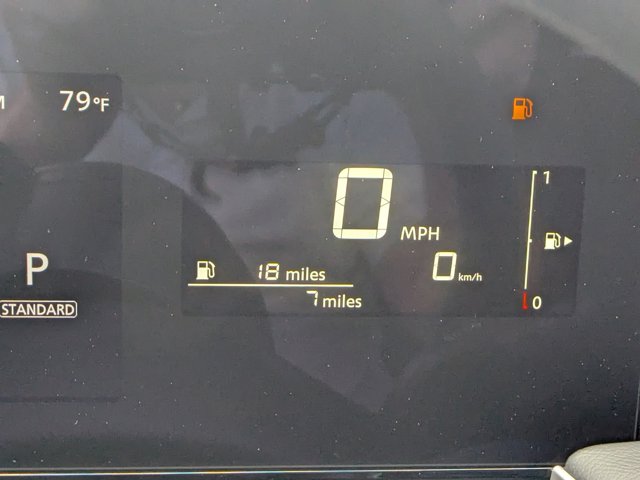 79°F
0 MPH
1
P
18 miles
0 km/h
STANDARD
7 miles
0